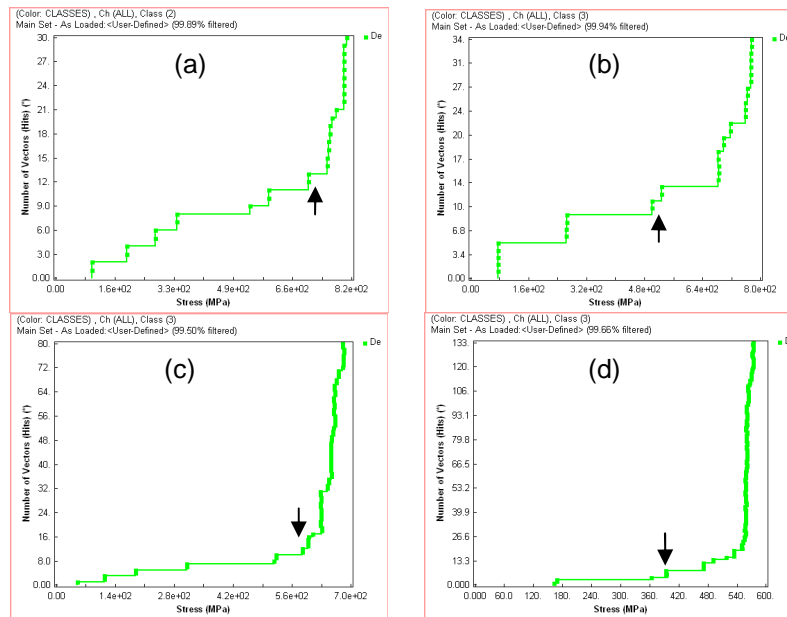 (Color: CLASSES) , Ch (ALL), Class (2)
Main Set - As Loaded:<User-Defined> (99.89% filtered)
(a)
De
30.
27.
24.
21.
18.
15.
12.
9.0
6.0
3.0
0.00
Number of Vectors (Hits) (°)
0.00 1.6e+02 3.3e+02 4.9e+02 6.6e+02 8.2e+02
Stress (MPa)
(Color: CLASSES) , Ch (ALL), Class (3)
Main Set - As Loaded:<User-Defined> (99.94% filtered)
(b)
De
34.
31.
27.
24.
20.
17.
14.
10.
6.8
3.4
0.00
Number of Vectors (Hits) (°)
0.00 1.6e+02 3.2e+02 4.8e+02 6.4e+02 8.0e+02
Stress (MPa)
(Color: CLASSES) , Ch (ALL), Class (3)
Main Set - As Loaded:<User-Defined> (99.50% filtered)
(c)
De
80.
72.
64.
56.
48.
40.
32.
24.
16.
8.0
0.00
Number of Vectors (Hits) (°)
0.00 1.4e+02 2.8e+02 4.2e+02 5.6e+02 7.0e+02
Stress (MPa)
(Color: CLASSES) , Ch (ALL), Class (3)
Main Set - As Loaded:<User-Defined> (99.66% filtered)
(d)
133.
120.
106.
93.1
79.8
66.5
53.2
39.9
26.6
13.3
0.000
Number of Vectors (Hits) (°)
0.000 60.0 120. 180. 240. 300. 360. 420. 480. 540. 600.
Stress (MPa)